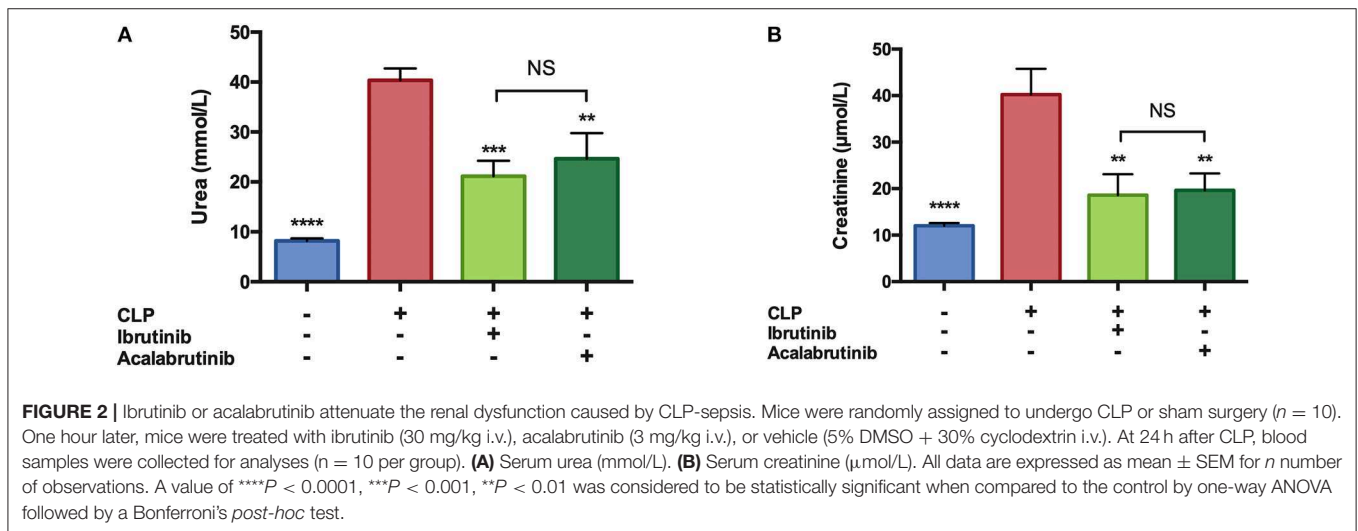 A
50
40
30
20
10
0
Urea (mmol/L)
****
***
**
NS
CLP - + + +
Ibrutinib - - + -
Acalabrutinib - - - +
B
50
40
30
20
10
0
Creatinine (µmol/L)
****
**
**
NS
CLP - + + +
Ibrutinib - - + -
Acalabrutinib - - - +
FIGURE 2 | Ibrutinib or acalabrutinib attenuate the renal dysfunction caused by CLP-sepsis. Mice were randomly assigned to undergo CLP or sham surgery (n = 10).
One hour later, mice were treated with ibrutinib (30 mg/kg i.v.), acalabrutinib (3 mg/kg i.v.), or vehicle (5% DMSO + 30% cyclodextrin i.v.). At 24 h after CLP, blood
samples were collected for analyses (n = 10 per group). (A) Serum urea (mmol/L). (B) Serum creatinine (µmol/L). All data are expressed as mean ± SEM for n number
of observations. A value of ****P < 0.0001, ***P < 0.001, **P < 0.01 was considered to be statistically significant when compared to the control by one-way ANOVA
followed by a Bonferroni's post-hoc test.